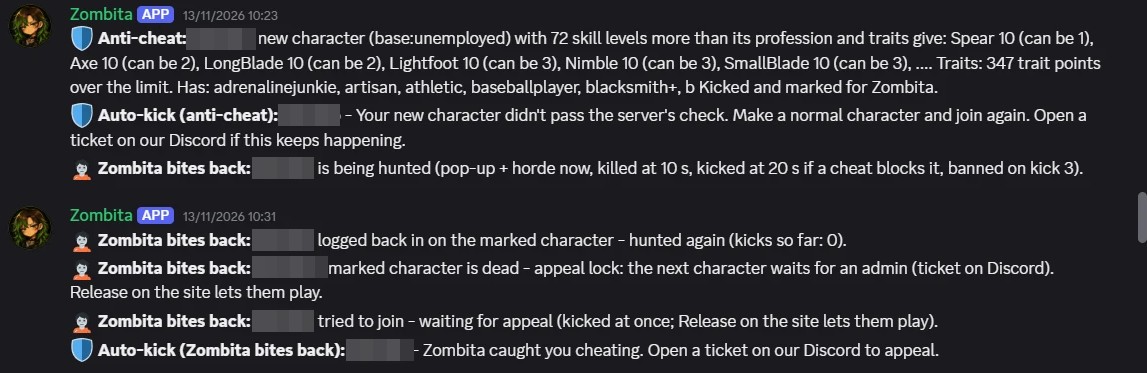 Zombita APP 13/11/2026 10:23
Anti-cheat: new character (base:unemployed) with 72 skill levels more than its profession and traits give: Spear 10 (can be 1),
Axe 10 (can be 2), LongBlade 10 (can be 2), Lightfoot 10 (can be 3), Nimble 10 (can be 3), SmallBlade 10 (can be 3), .... Traits: 347 trait points
over the limit. Has: adrenalinejunkie, artisan, athletic, baseballplayer, blacksmith+, b Kicked and marked for Zombita.
Auto-kick (anti-cheat): - Your new character didn't pass the server's check. Make a normal character and join again. Open a
ticket on our Discord if this keeps happening.
Zombita bites back: is being hunted (pop-up + horde now, killed at 10 s, kicked at 20 s if a cheat blocks it, banned on kick 3).
Zombita APP 13/11/2026 10:31
Zombita bites back: logged back in on the marked character - hunted again (kicks so far: 0).
Zombita bites back: marked character is dead - appeal lock: the next character waits for an admin (ticket on Discord).
Release on the site lets them play.
Zombita bites back: tried to join - waiting for appeal (kicked at once; Release on the site lets them play).
Auto-kick (Zombita bites back): - Zombita caught you cheating. Open a ticket on our Discord to appeal.